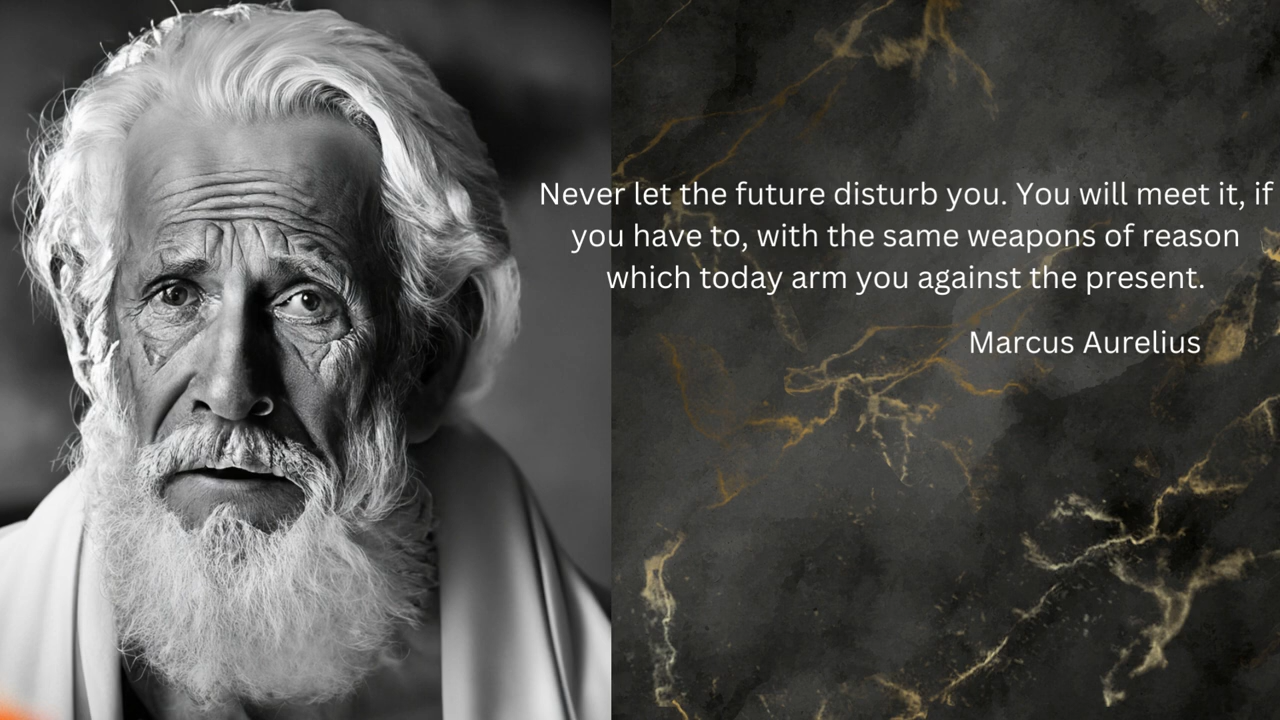 Never let the future disturb you. You will meet it, if
you have to, with the same weapons of reason
which today arm you against the present.
Marcus Aurelius